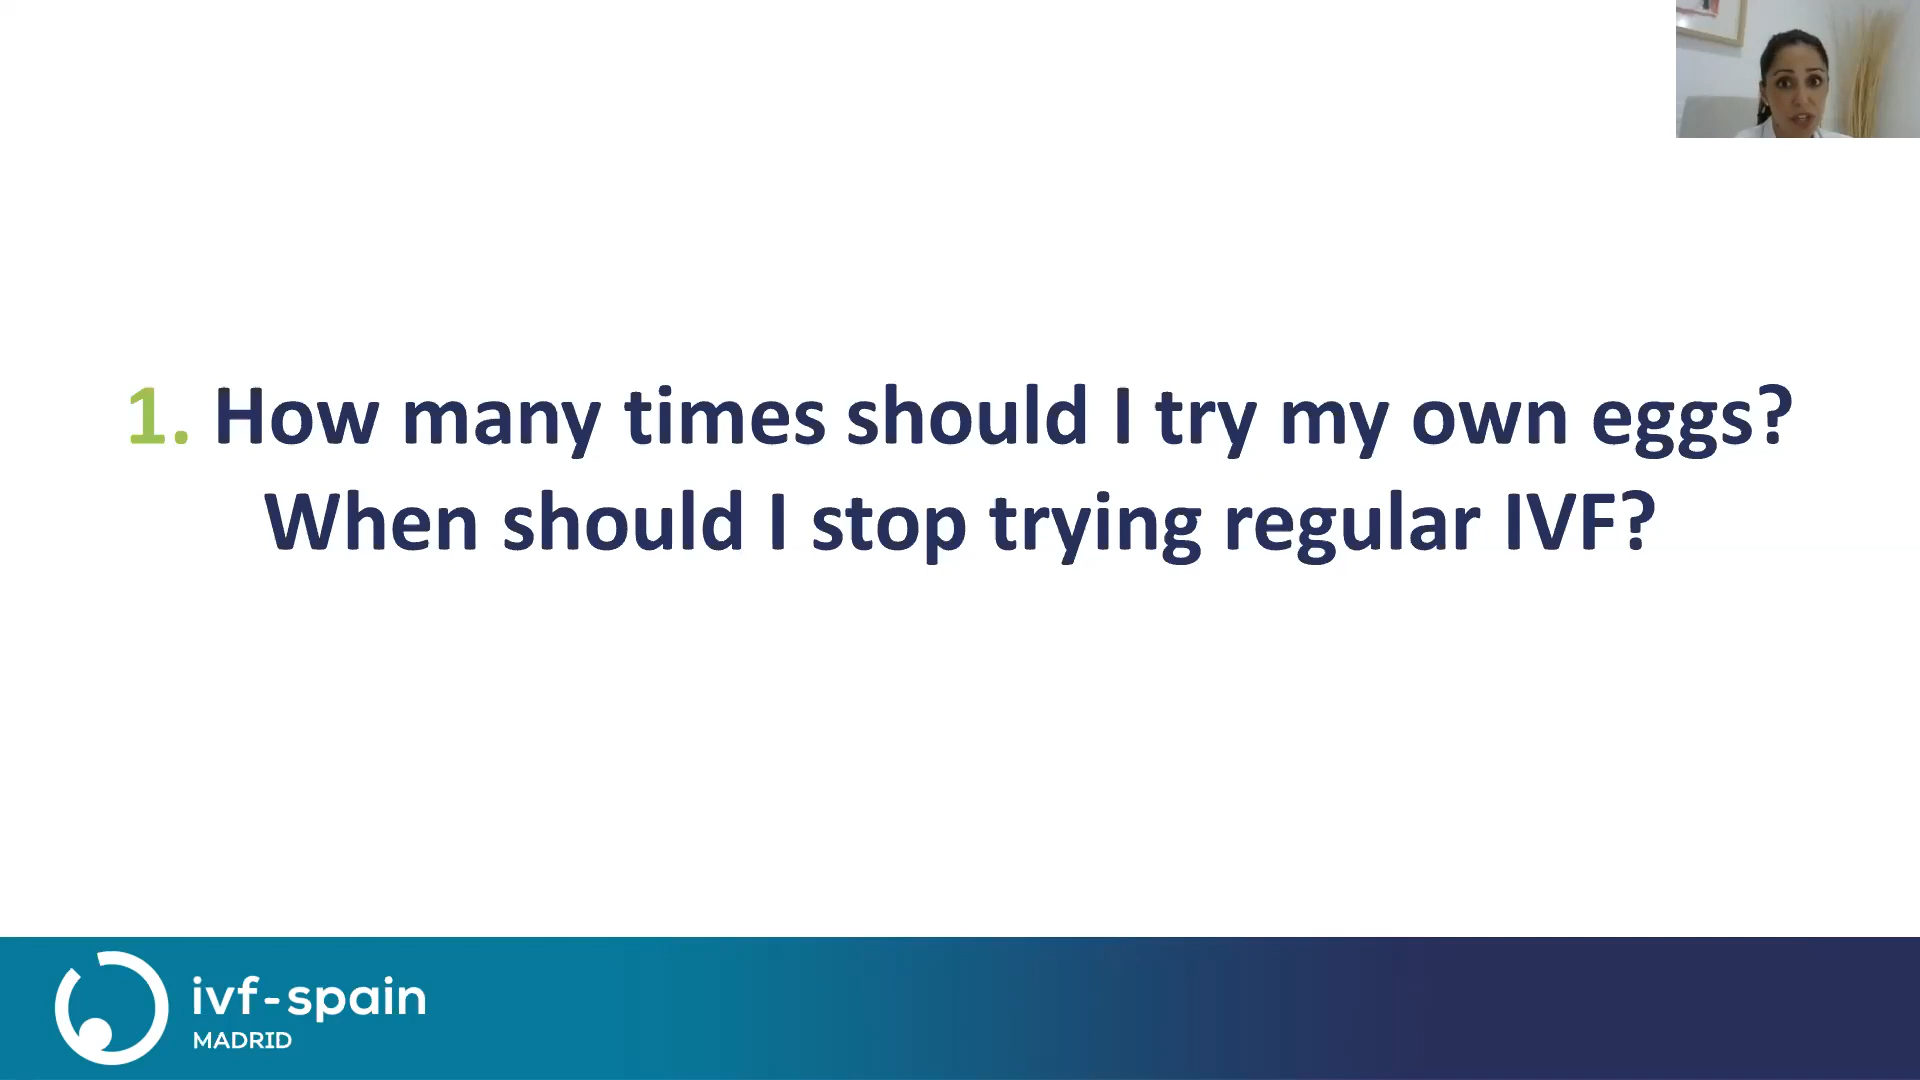 1. How many times should I try my own eggs?
When should I stop trying regular IVF?
ivf-spain
MADRID